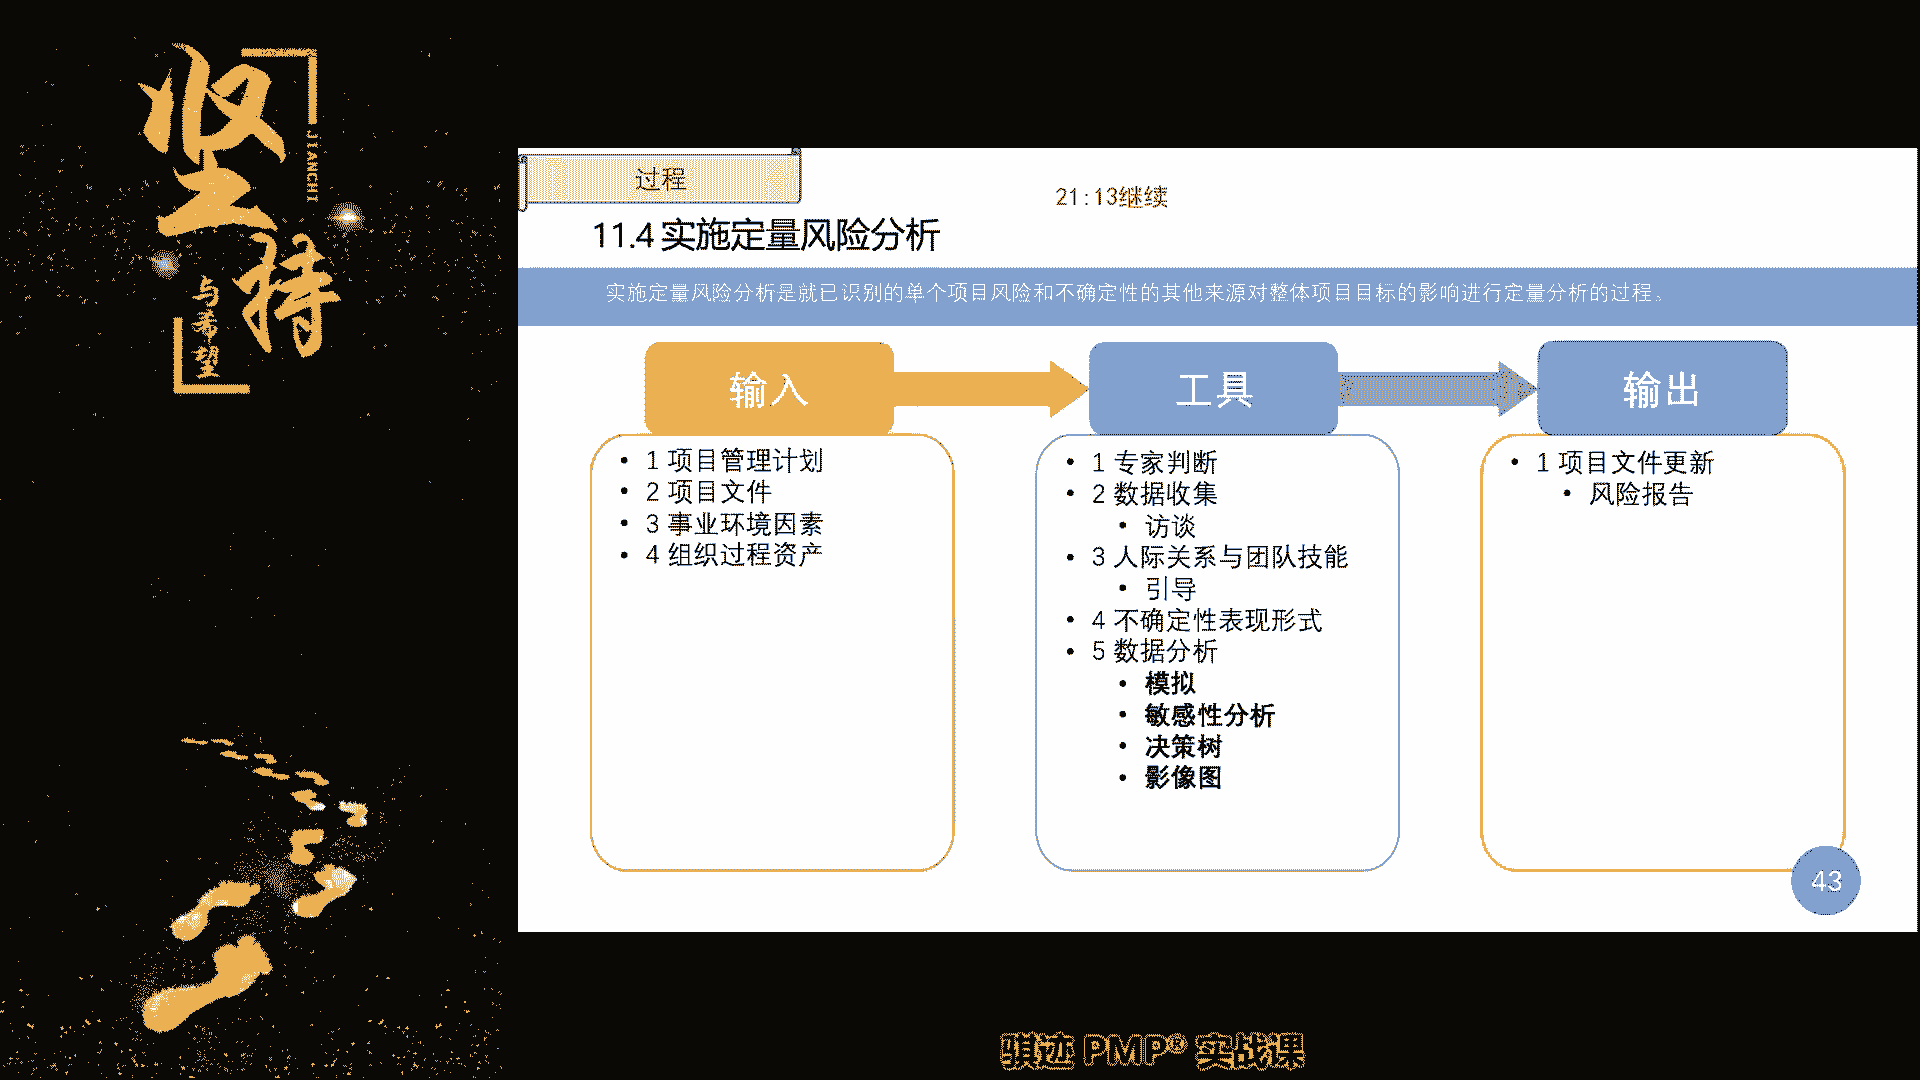 坚持
JIANCHI
与希望
过程
21:13继续
11.4 实施定量风险分析
实施定量风险分析是就已识别的单个项目风险和不确定性的其他来源对整体项目目标的影响进行定量分析的过程。
输入
• 1 项目管理计划
• 2 项目文件
• 3 事业环境因素
• 4 组织过程资产
工具
• 1 专家判断
• 2 数据收集
• 访谈
• 3 人际关系与团队技能
• 引导
• 4 不确定性表现形式
• 5 数据分析
• 模拟
• 敏感性分析
• 决策树
• 影像图
输出
• 1 项目文件更新
• 风险报告
43
骐迹 PMP® 实战课